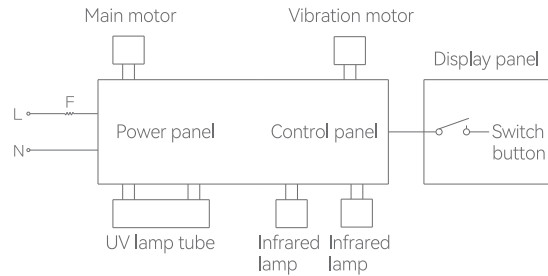 Main motor
Vibration motor
Display panel
F
L
Power panel
Control panel
Switch
button
N
UV lamp tube
Infrared
lamp
Infrared
lamp